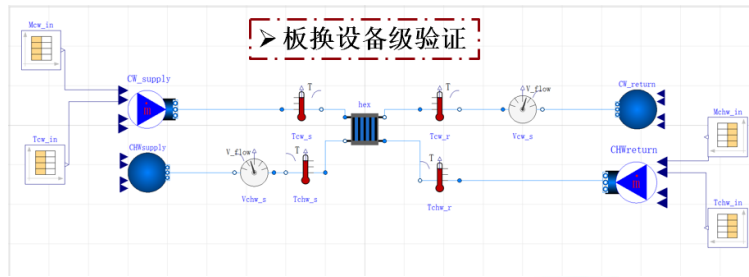 Mcw_in
➢ 板换设备级验证
CW_supply
T
hex
T
V_flow
CW_return
ṁ
Tcw_s
Tcw_r
Vcw_s
Mchw_in
Tcw_in
CHWsupply
V_flow
T
T
CHWreturn
ṁ
Vchw_s
Tchw_s
Tchw_r
Tchw_in